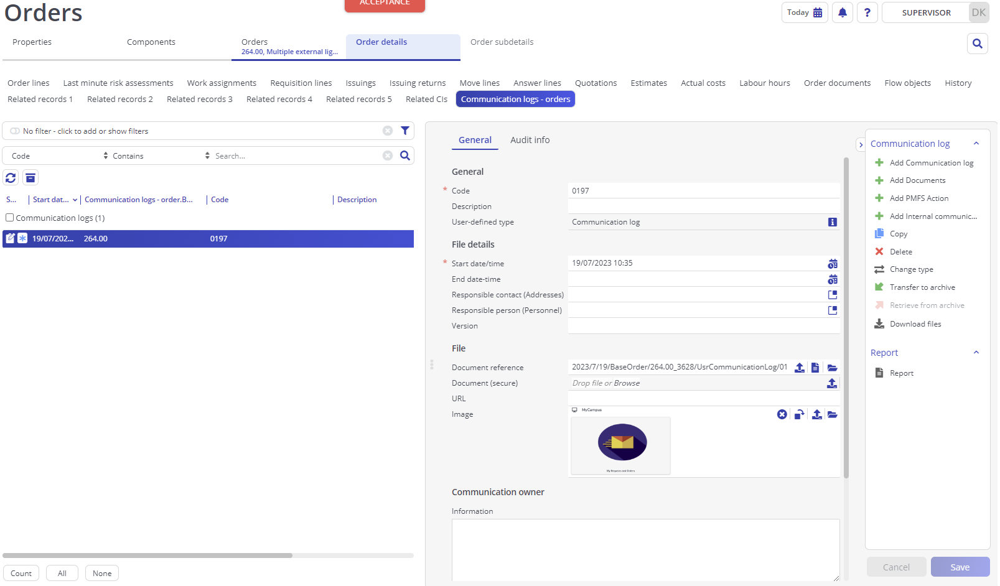 Orders
ACCEPTANCE
Today
?
SUPERVISOR
DK
Properties
Components
Orders
264.00, Multiple external lig...
Order details
Order subdetails
Order lines
Last minute risk assessments
Work assignments
Requisition lines
Issuings
Issuing returns
Move lines
Answer lines
Quotations
Estimates
Actual costs
Labour hours
Order documents
Flow objects
History
Related records 1
Related records 2
Related records 3
Related records 4
Related records 5
Related CIs
Communication logs - orders
No filter - click to add or show filters
Code
Contains
Search...
S...
Start dat...
Communication logs - order.B...
Code
Description
Communication logs (1)
19/07/202...
264.00
0197
Count
All
None
General
Audit info
General
* Code
0197
Description
User-defined type
Communication log
File details
* Start date/time
19/07/2023 10:35
End date-time
Responsible contact (Addresses)
Responsible person (Personnel)
Version
File
Document reference
2023/7/19/BaseOrder/264.00_3628/UsrCommunicationLog/01
Document (secure)
Drop file or Browse
URL
Image
MyCampus
My Requests and Orders
Communication owner
Information
Communication log
Add Communication log
Add Documents
Add PMFS Action
Add Internal communic...
Copy
Delete
Change type
Transfer to archive
Retrieve from archive
Download files
Report
Report
Cancel
Save